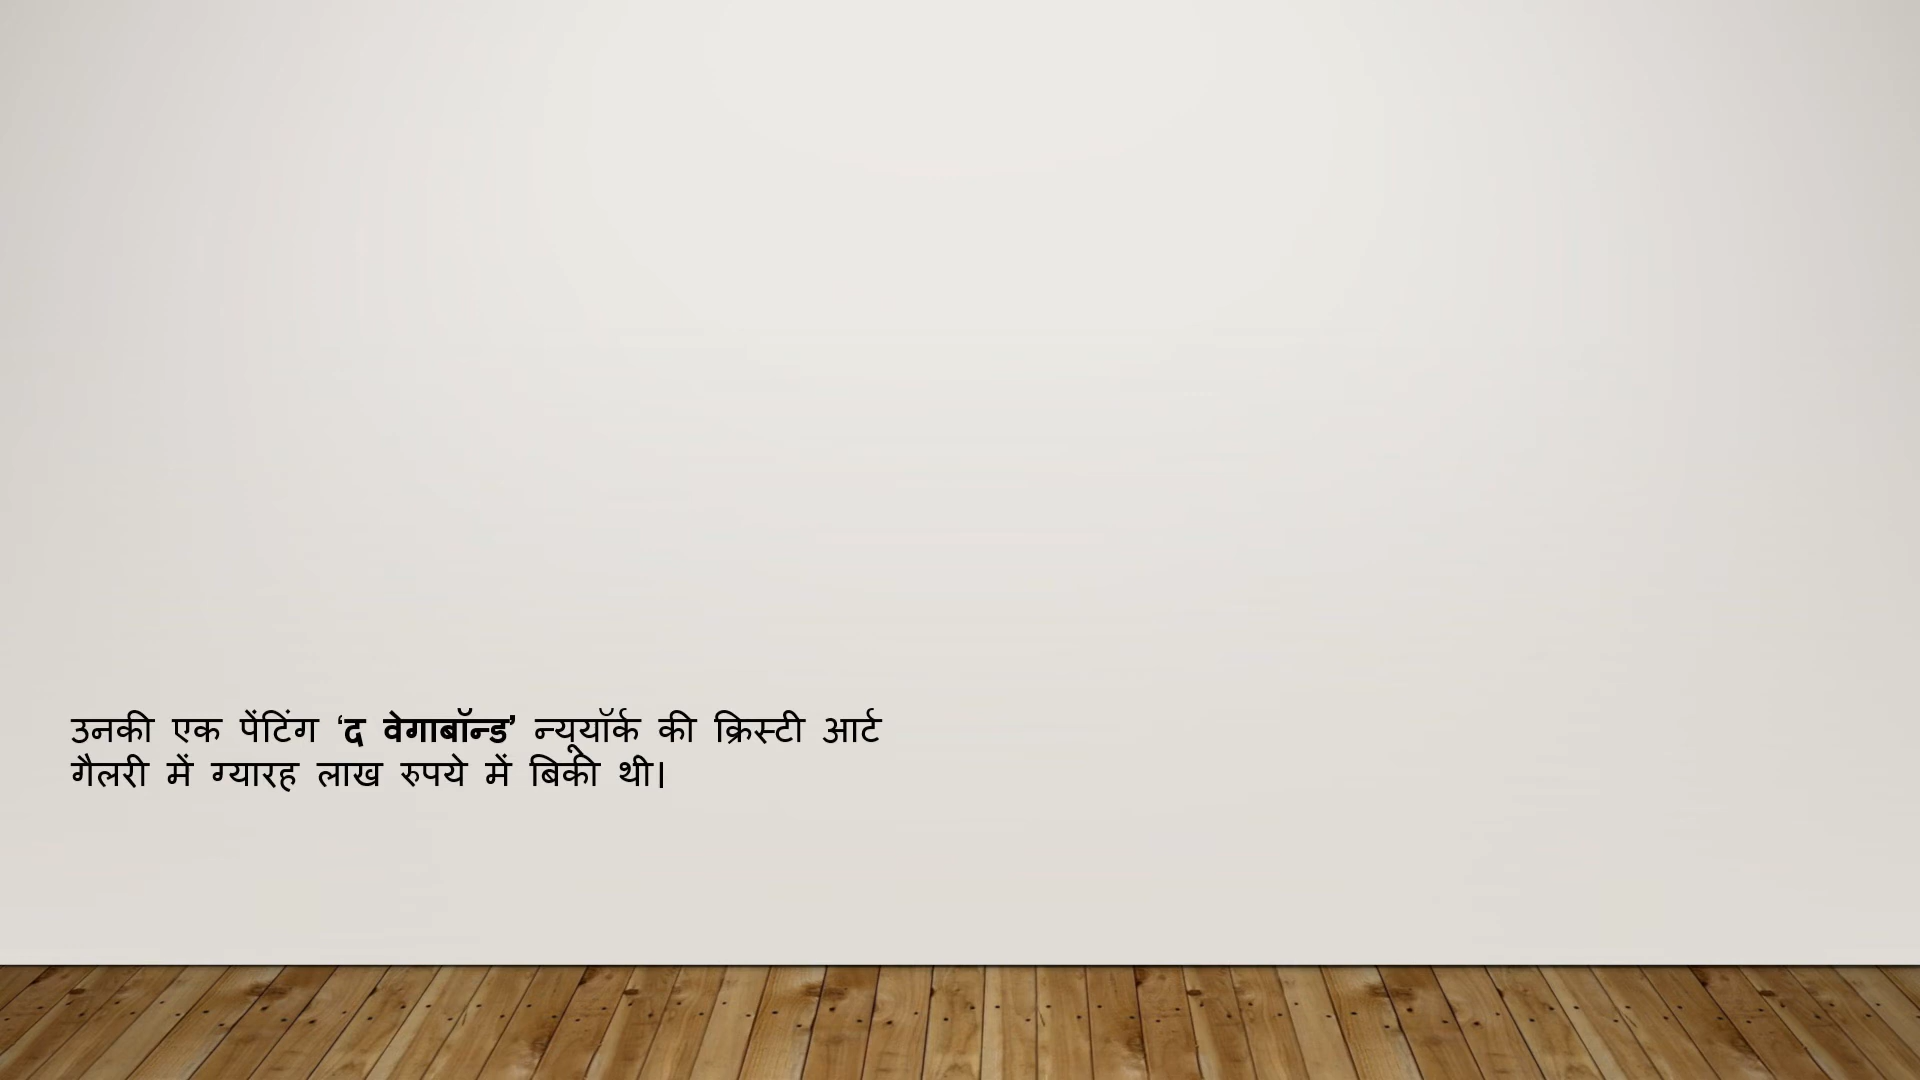 उनकी एक पेंटिंग ‘द वेगाबॉन्ड’ न्यूयॉर्क की क्रिस्टी आर्ट
गैलरी में ग्यारह लाख रुपये में बिकी थी।